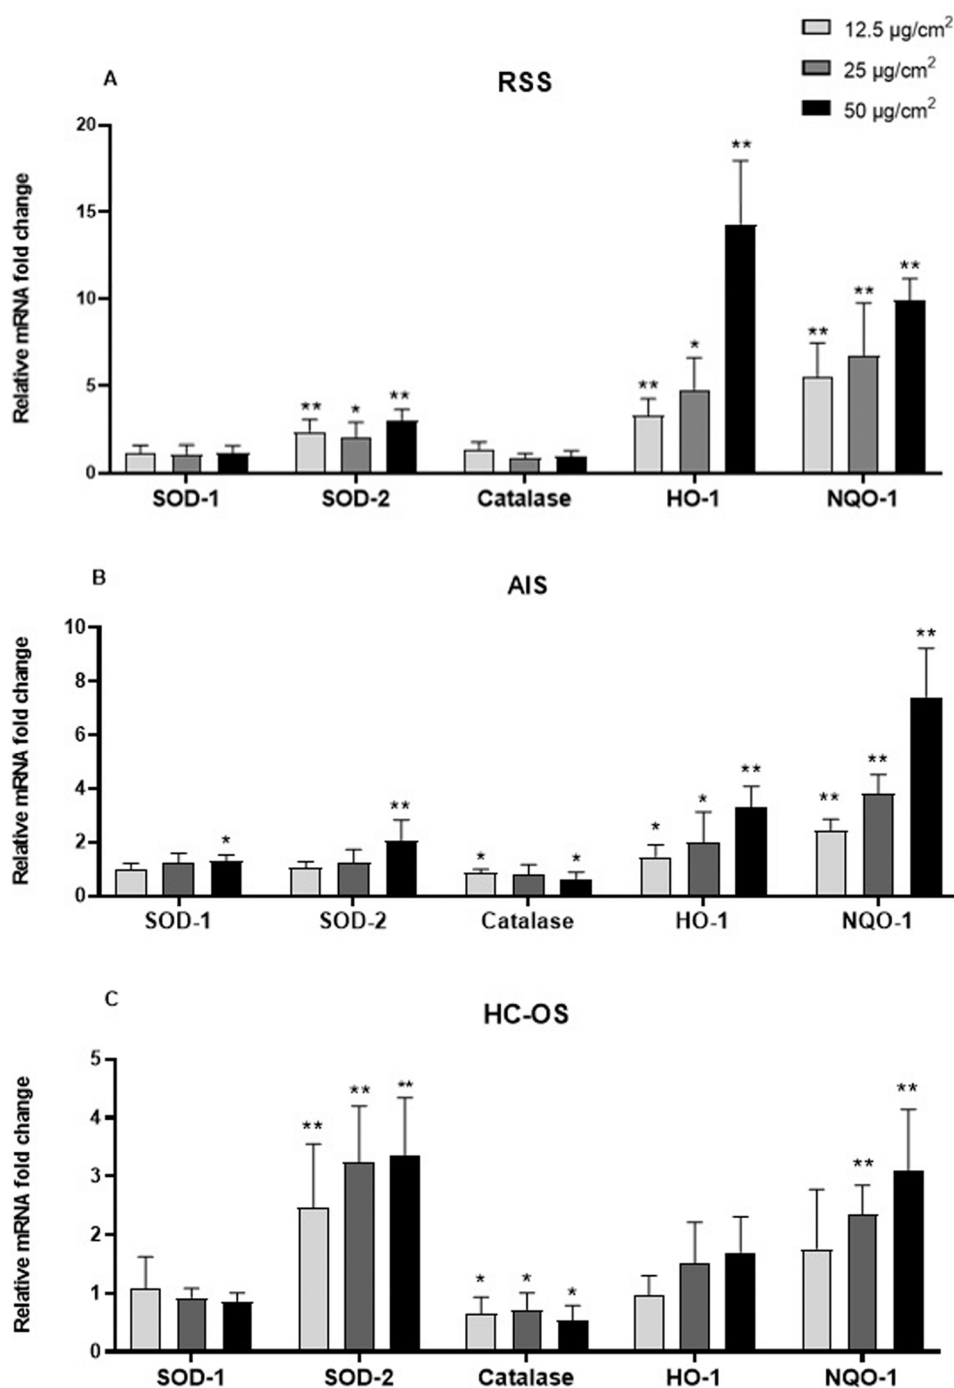 12.5 µg/cm²
25 µg/cm²
50 µg/cm²
A
RSS
Relative mRNA fold change
20
15
10
5
0
** * **
** * **
** ** **
SOD-1 SOD-2 Catalase HO-1 NQO-1
B
AIS
Relative mRNA fold change
10
8
6
4
2
0
*
**
* *
* * **
** ** **
SOD-1 SOD-2 Catalase HO-1 NQO-1
C
HC-OS
Relative mRNA fold change
5
4
3
2
1
0
** ** **
* * *
** **
SOD-1 SOD-2 Catalase HO-1 NQO-1